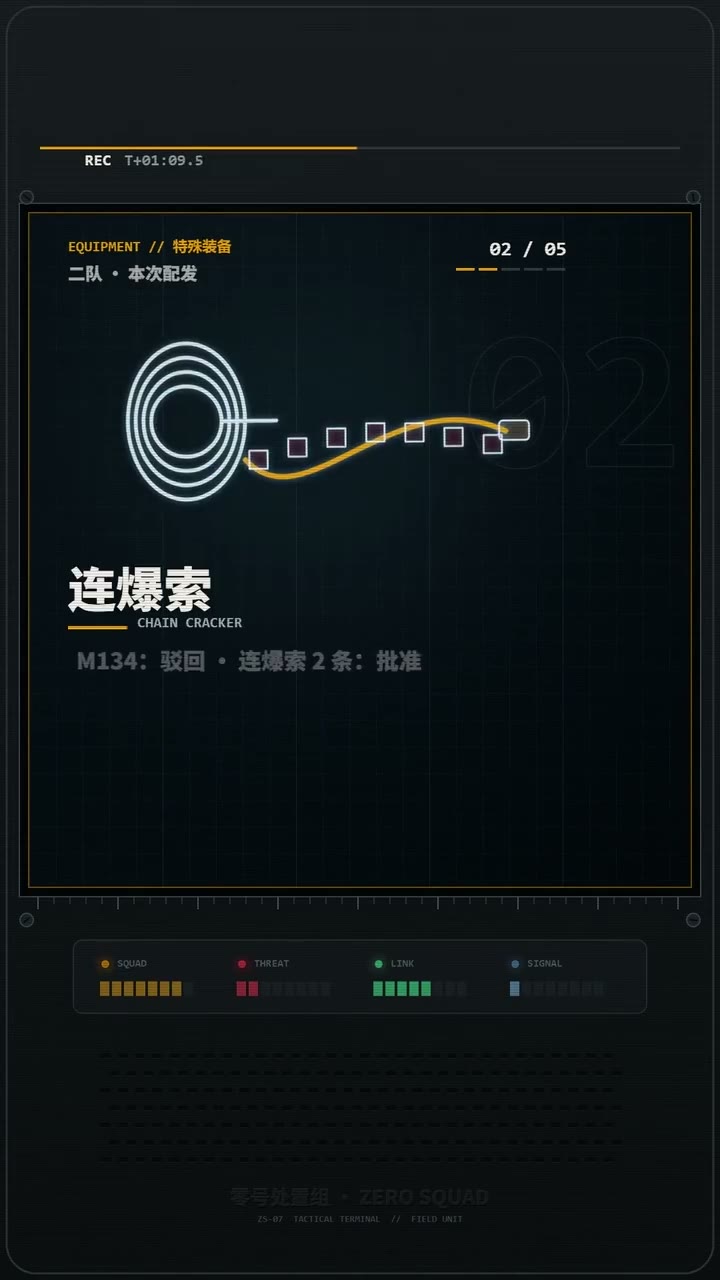 REC T+01:09.5
EQUIPMENT // 特殊装备
02 / 05
二队 · 本次配发
02
连爆索
CHAIN CRACKER
M134: 驳回 · 连爆索 2 条: 批准
SQUAD THREAT LINK SIGNAL
零号处置组 · ZERO SQUAD
ZS-07 TACTICAL TERMINAL // FIELD UNIT